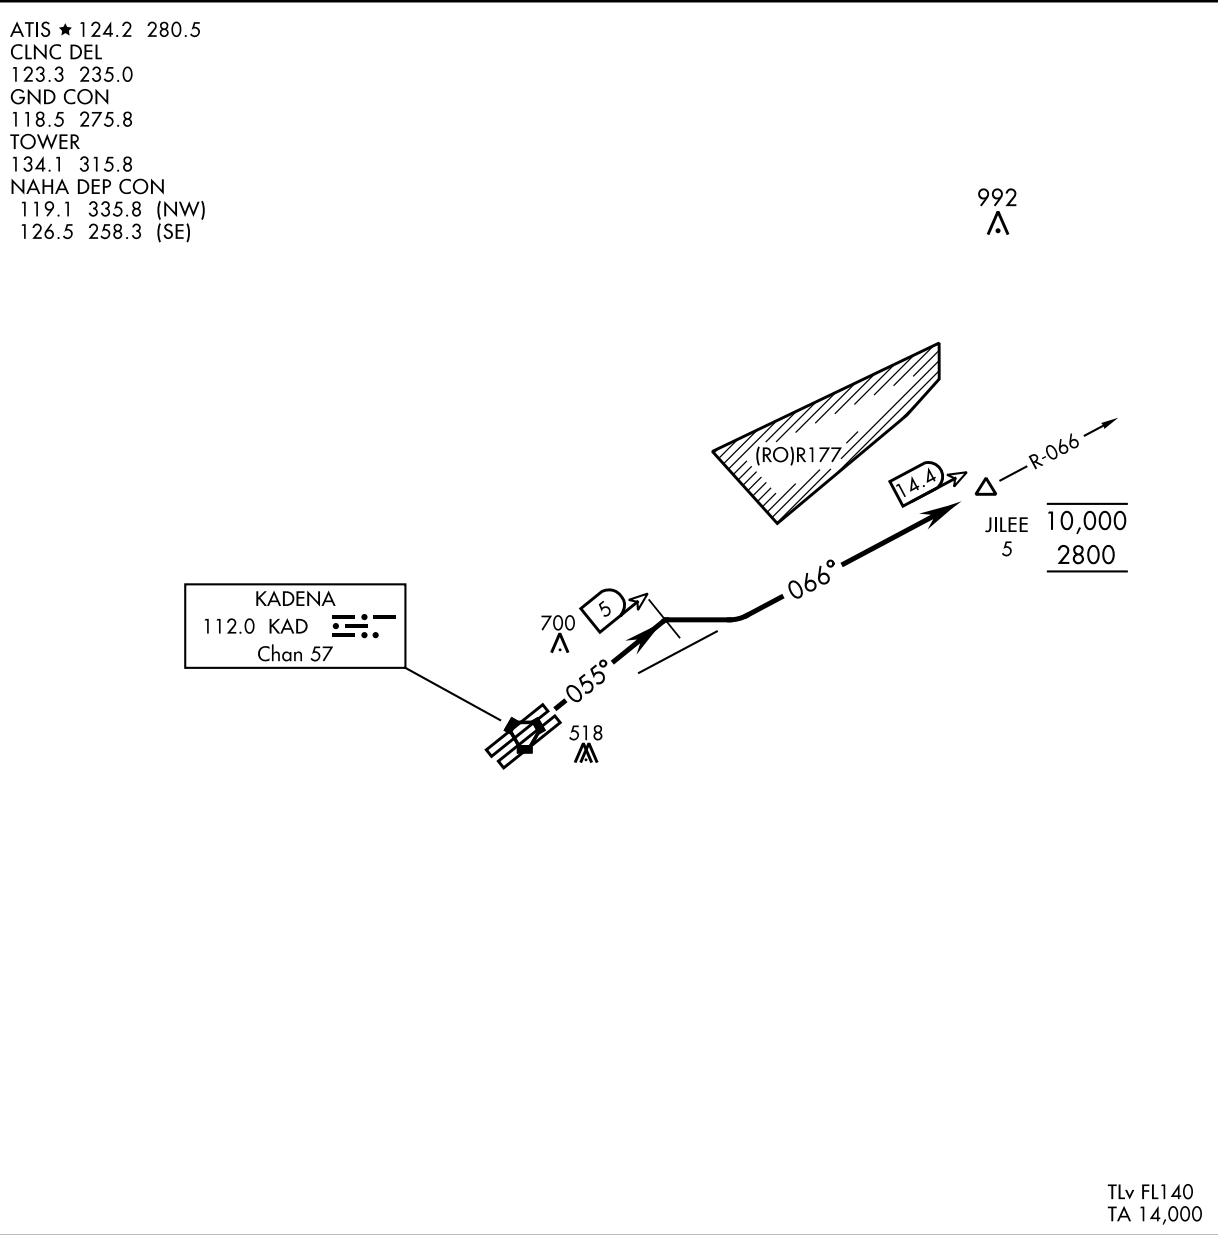 ATIS ★ 124.2 280.5
CLNC DEL
123.3 235.0
GND CON
118.5 275.8
TOWER
134.1 315.8
NAHA DEP CON
119.1 335.8 (NW)
126.5 258.3 (SE)
992
(RO)R177
R-066
14.4
JILEE
5
10,000
2800
066°
KADENA
112.0 KAD
Chan 57
700
5
055°
518
TLv FL140
TA 14,000